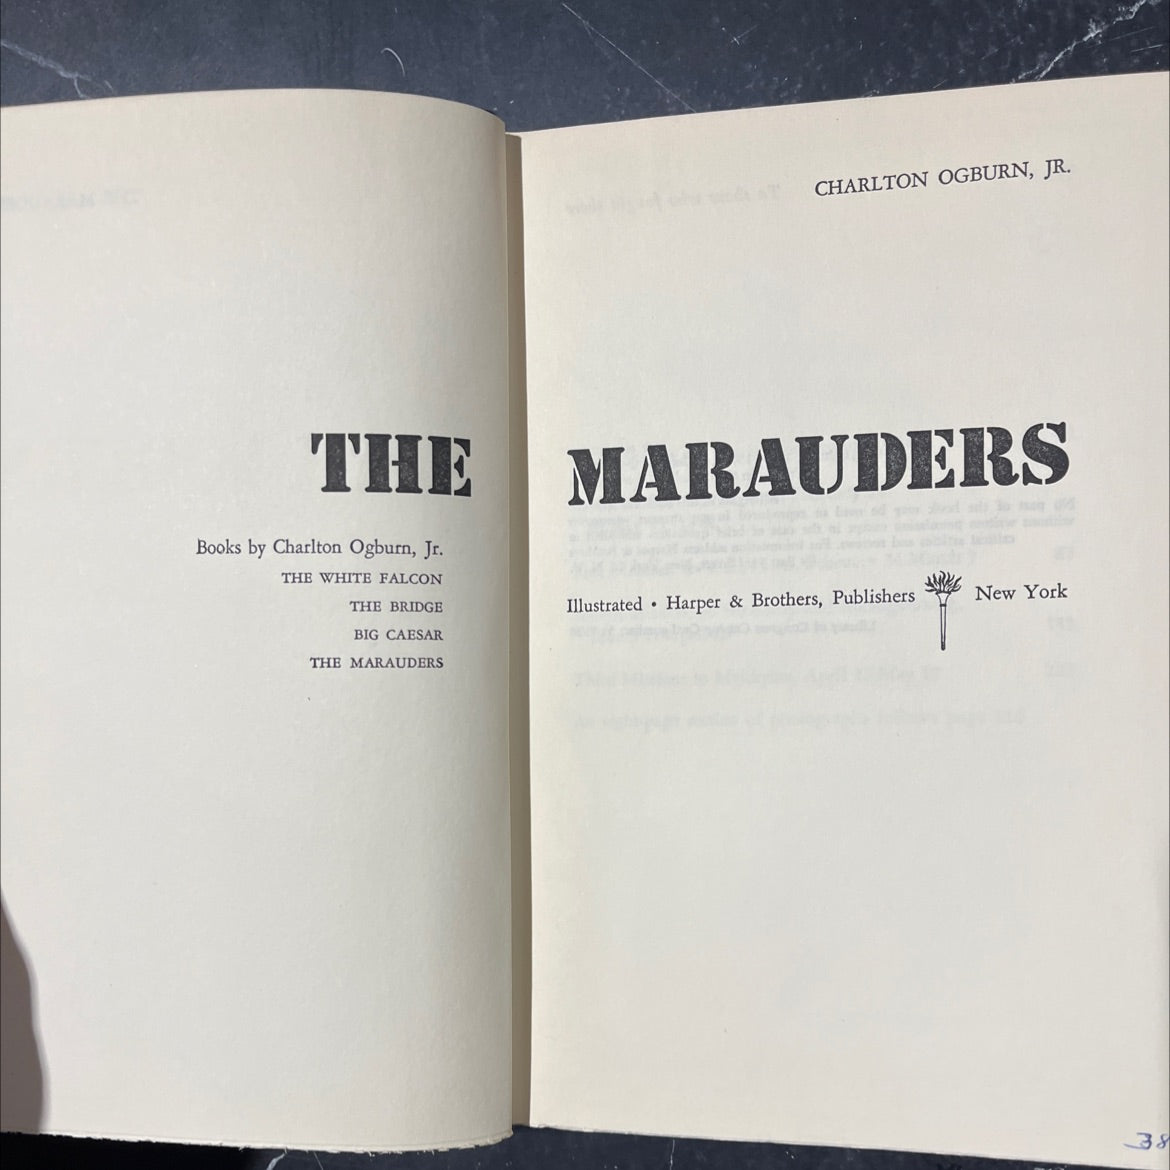 THE
Books by Charlton Ogburn, Jr.
THE WHITE FALCON
THE BRIDGE
BIG CAESAR
THE MARAUDERS
CHARLTON OGBURN, JR.
MARAUDERS
Illustrated • Harper & Brothers, Publishers New York
38